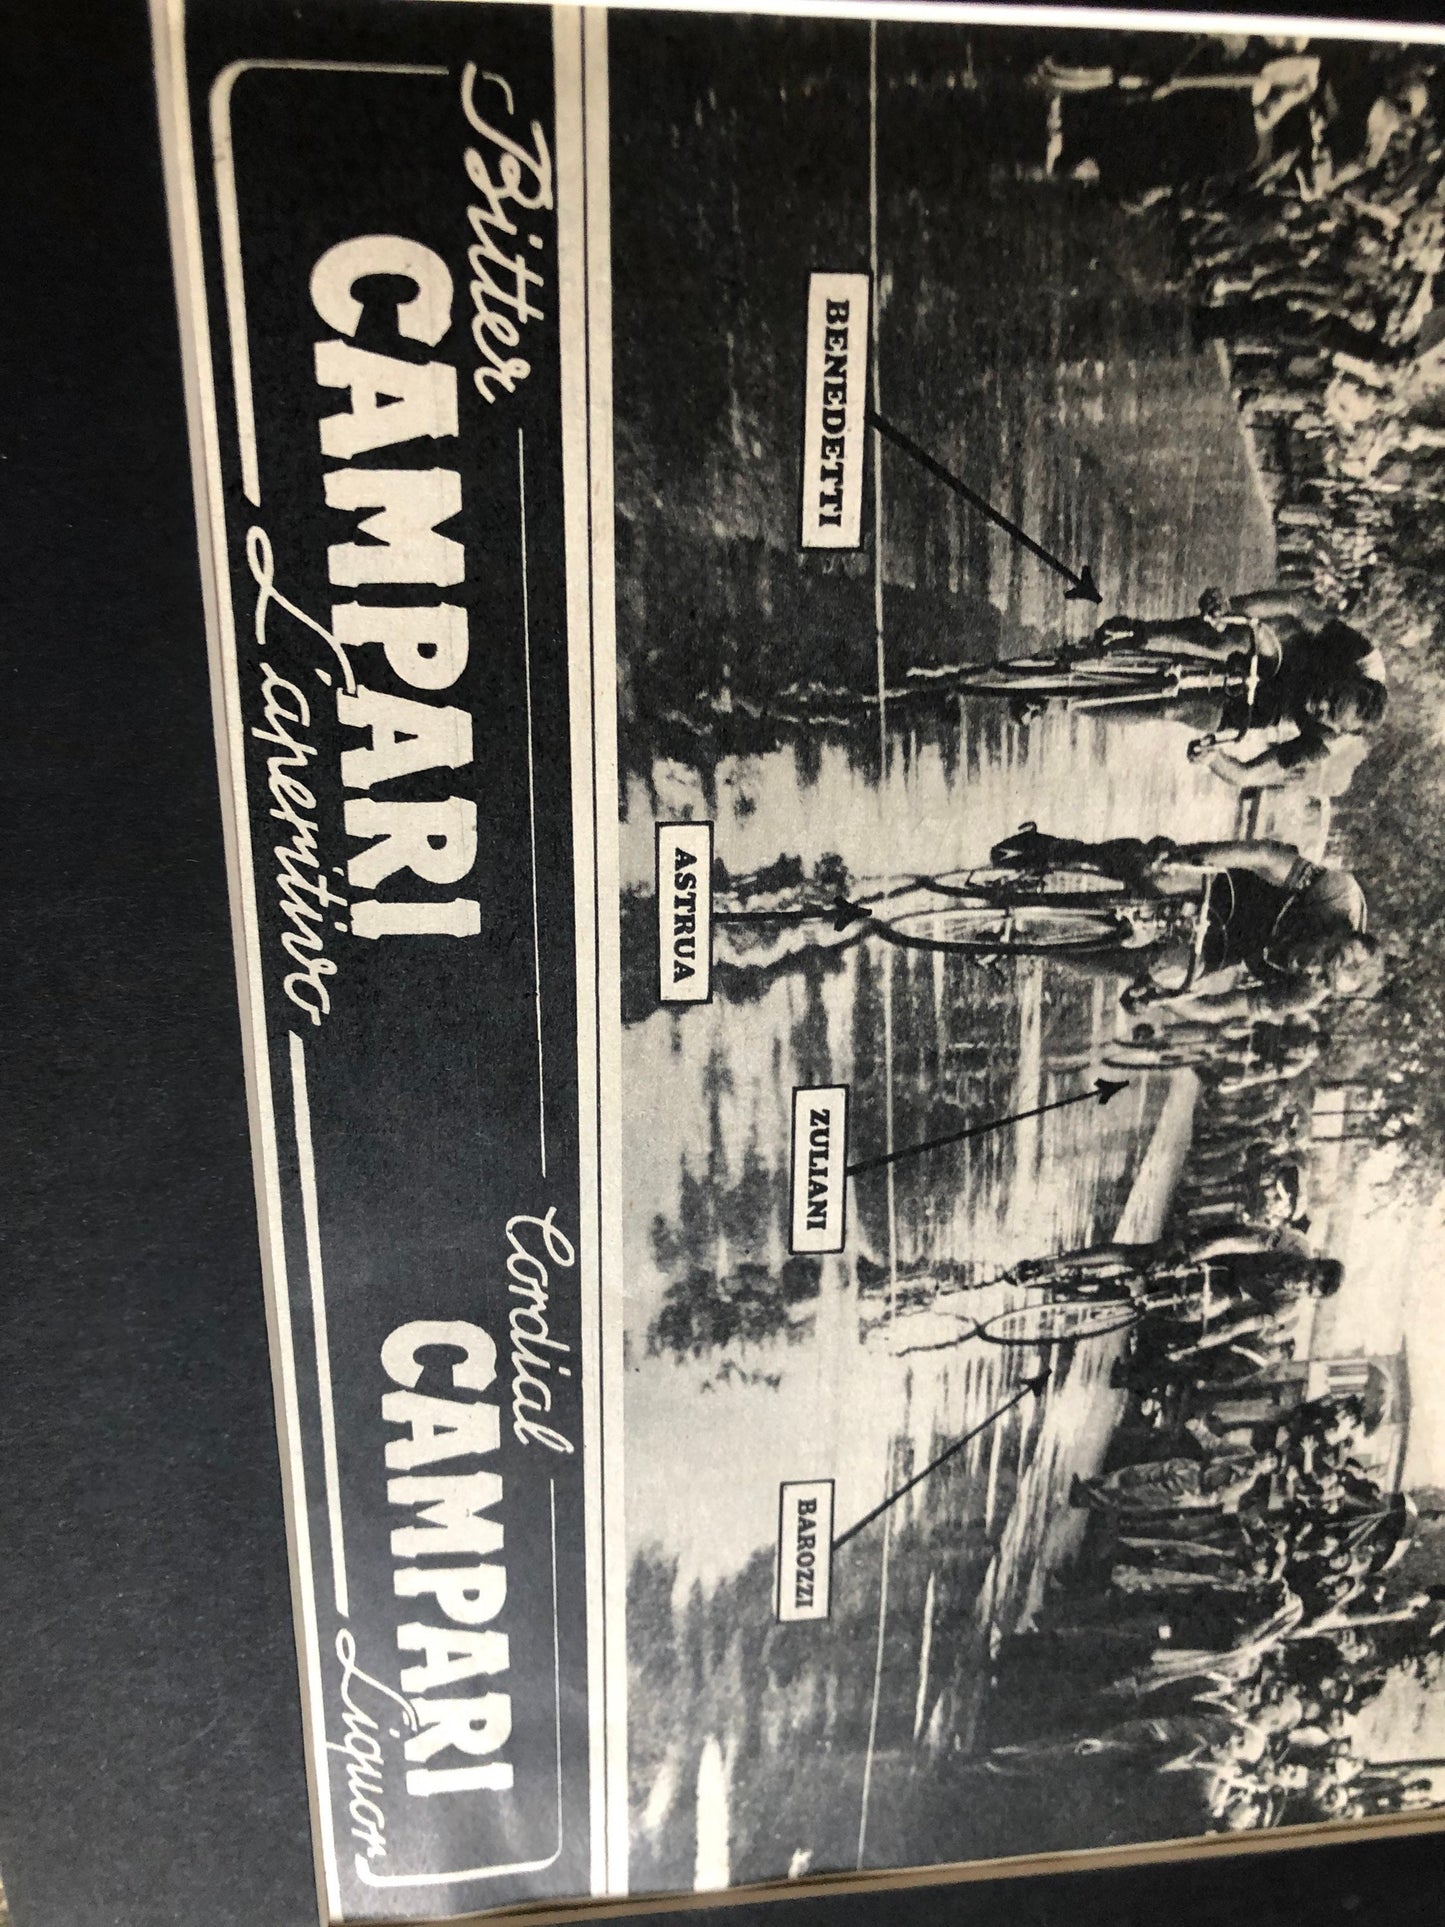 BENEDETTI
ASTRUA
ZULIANI
BAROZZI
Bitter
CAMPARI
L'aperitivo
Cordial
CAMPARI
Liquor